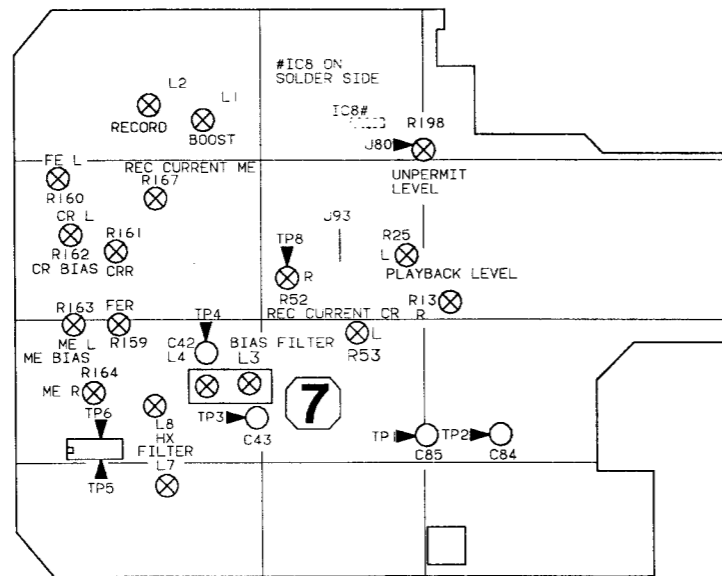 #IC8 ON
SOLDER SIDE
L2
L1
RECORD
BOOST
IC8#
R198
J80
UNPERMIT
LEVEL
FE L
REC CURRENT ME
R160
R167
CR L
R161
J93
R162
CR BIAS
CRR
TP8
R
R52
R25
L
PLAYBACK LEVEL
R13
R
R163
FER
TP4
REC CURRENT CR
L
R53
ME L
ME BIAS
R159
C42
L4
BIAS FILTER
L3
R164
ME R
TP6
L8
HX
FILTER
L7
TP3
C43
7
TP1
C85
TP2
C84
TP5